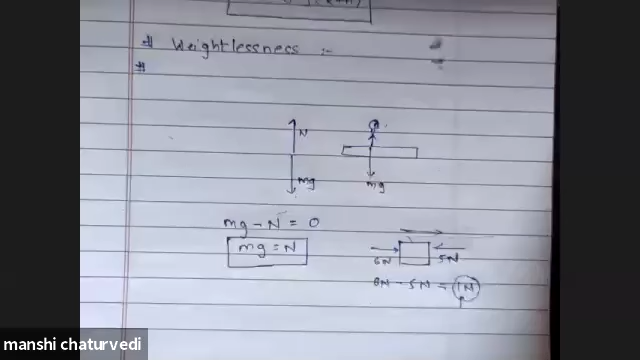 # Weightlessness :-
#
N
mg
mg
mg - N = 0
mg = N
6N
5N
6N - 5N = 1N
manshi chaturvedi